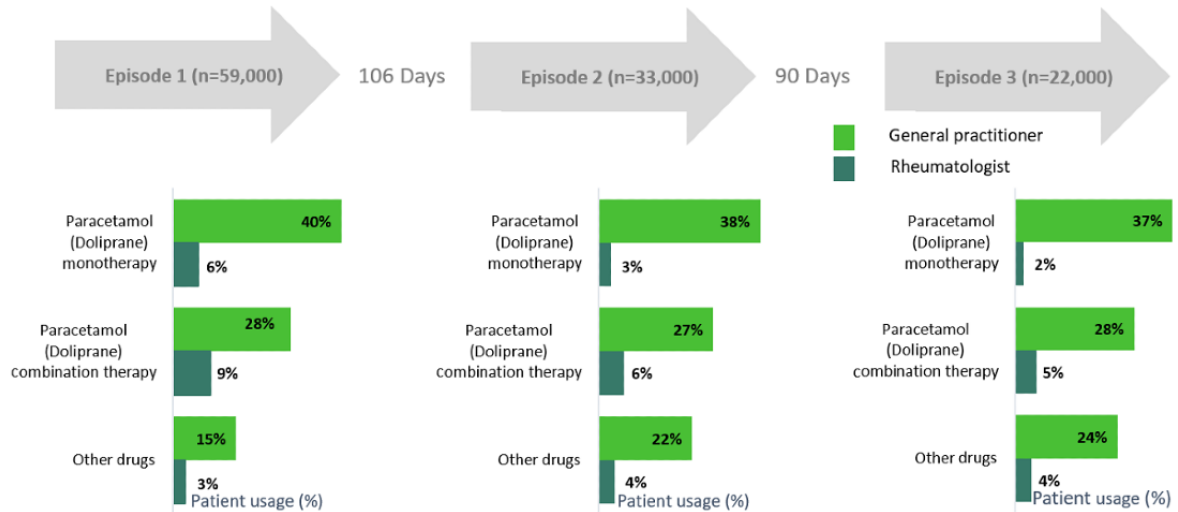 Episode 1 (n=59,000)
106 Days
Episode 2 (n=33,000)
90 Days
Episode 3 (n=22,000)
General practitioner
Rheumatologist
Paracetamol
(Doliprane)
monotherapy
40%
6%
Paracetamol
(Doliprane)
combination therapy
28%
9%
Other drugs
15%
3%
Patient usage (%)
Paracetamol
(Doliprane)
monotherapy
38%
3%
Paracetamol
(Doliprane)
combination therapy
27%
6%
Other drugs
22%
4%
Patient usage (%)
Paracetamol
(Doliprane)
monotherapy
37%
2%
Paracetamol
(Doliprane)
combination therapy
28%
5%
Other drugs
24%
4%
Patient usage (%)